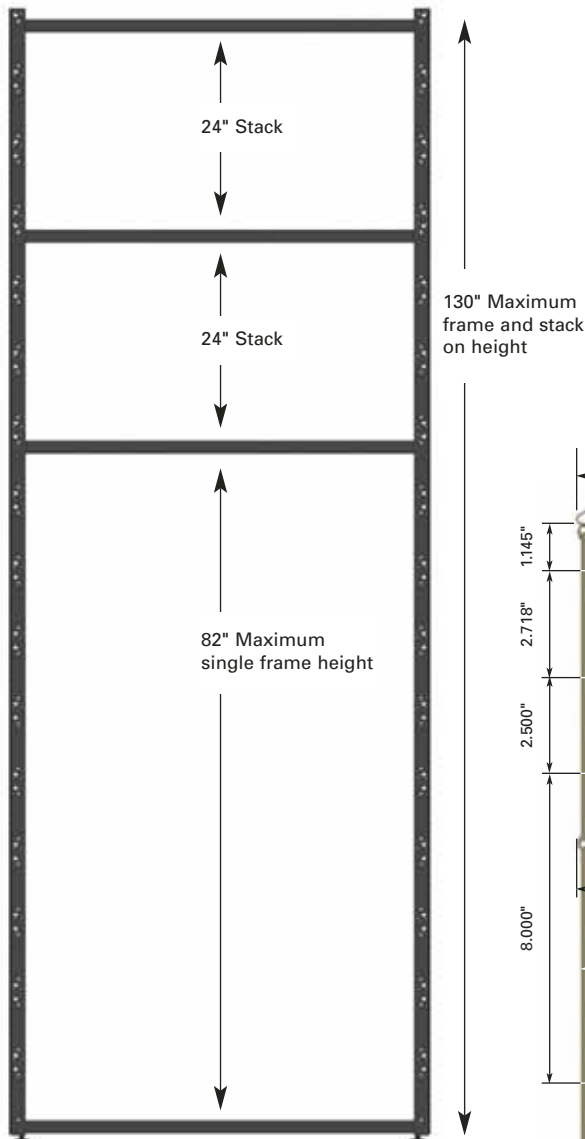 24" Stack
24" Stack
130" Maximum
frame and stack
on height
82" Maximum
single frame height
1.145"
2.718"
2.500"
8.000"